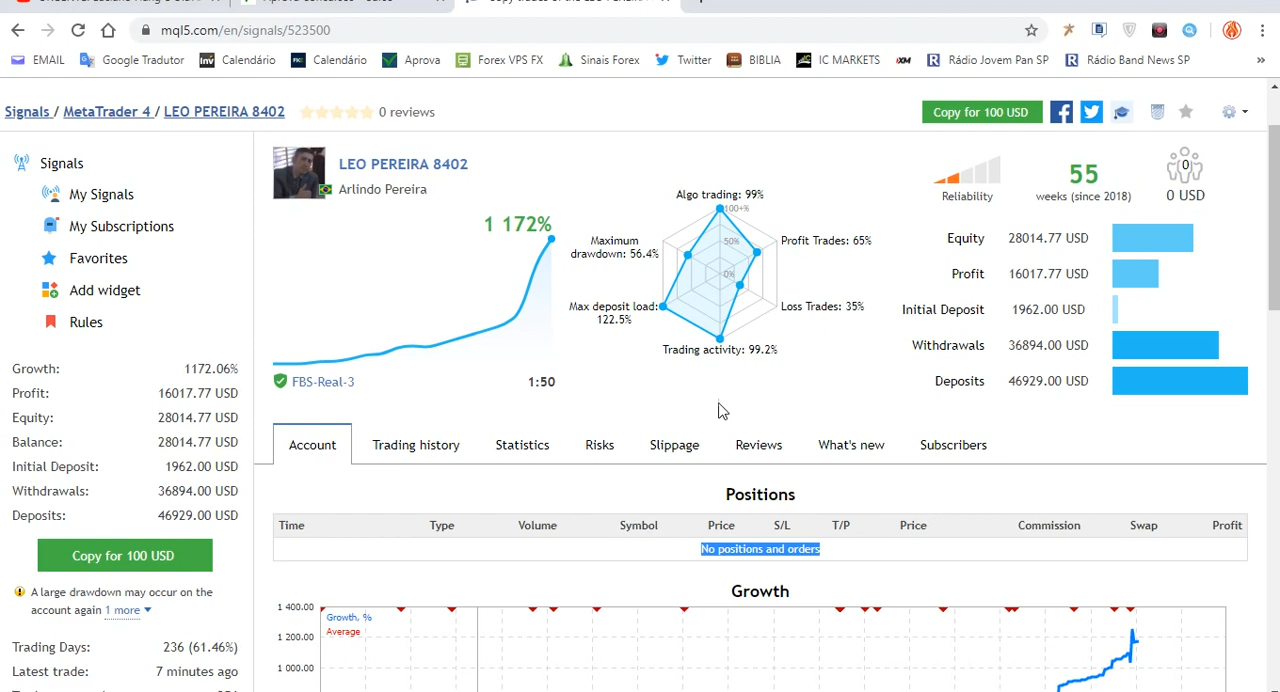 mql5.com/en/signals/523500
EMAIL Google Tradutor Calendário Calendário Aprova Forex VPS FX Sinais Forex Twitter BIBLIA IC MARKETS XM Rádio Jovem Pan SP Rádio Band News SP »
Signals / MetaTrader 4 / LEO PEREIRA 8402 0 reviews Copy for 100 USD
Signals
My Signals
My Subscriptions
Favorites
Add widget
Rules
Growth: 1172.06%
Profit: 16017.77 USD
Equity: 28014.77 USD
Balance: 28014.77 USD
Initial Deposit: 1962.00 USD
Withdrawals: 36894.00 USD
Deposits: 46929.00 USD
Copy for 100 USD
A large drawdown may occur on the
account again 1 more
Trading Days: 236 (61.46%)
Latest trade: 7 minutes ago
LEO PEREIRA 8402
Arlindo Pereira
1 172%
FBS-Real-3 1:50
Algo trading: 99%
100+%
50%
0%
Profit Trades: 65%
Loss Trades: 35%
Trading activity: 99.2%
Max deposit load:
122.5%
Maximum
drawdown: 56.4%
Reliability
55
weeks (since 2018)
0
0 USD
Equity 28014.77 USD
Profit 16017.77 USD
Initial Deposit 1962.00 USD
Withdrawals 36894.00 USD
Deposits 46929.00 USD
Account Trading history Statistics Risks Slippage Reviews What's new Subscribers
Positions
Time Type Volume Symbol Price S/L T/P Price Commission Swap Profit
No positions and orders
Growth
1 400.00
1 200.00
1 000.00
Growth, %
Average